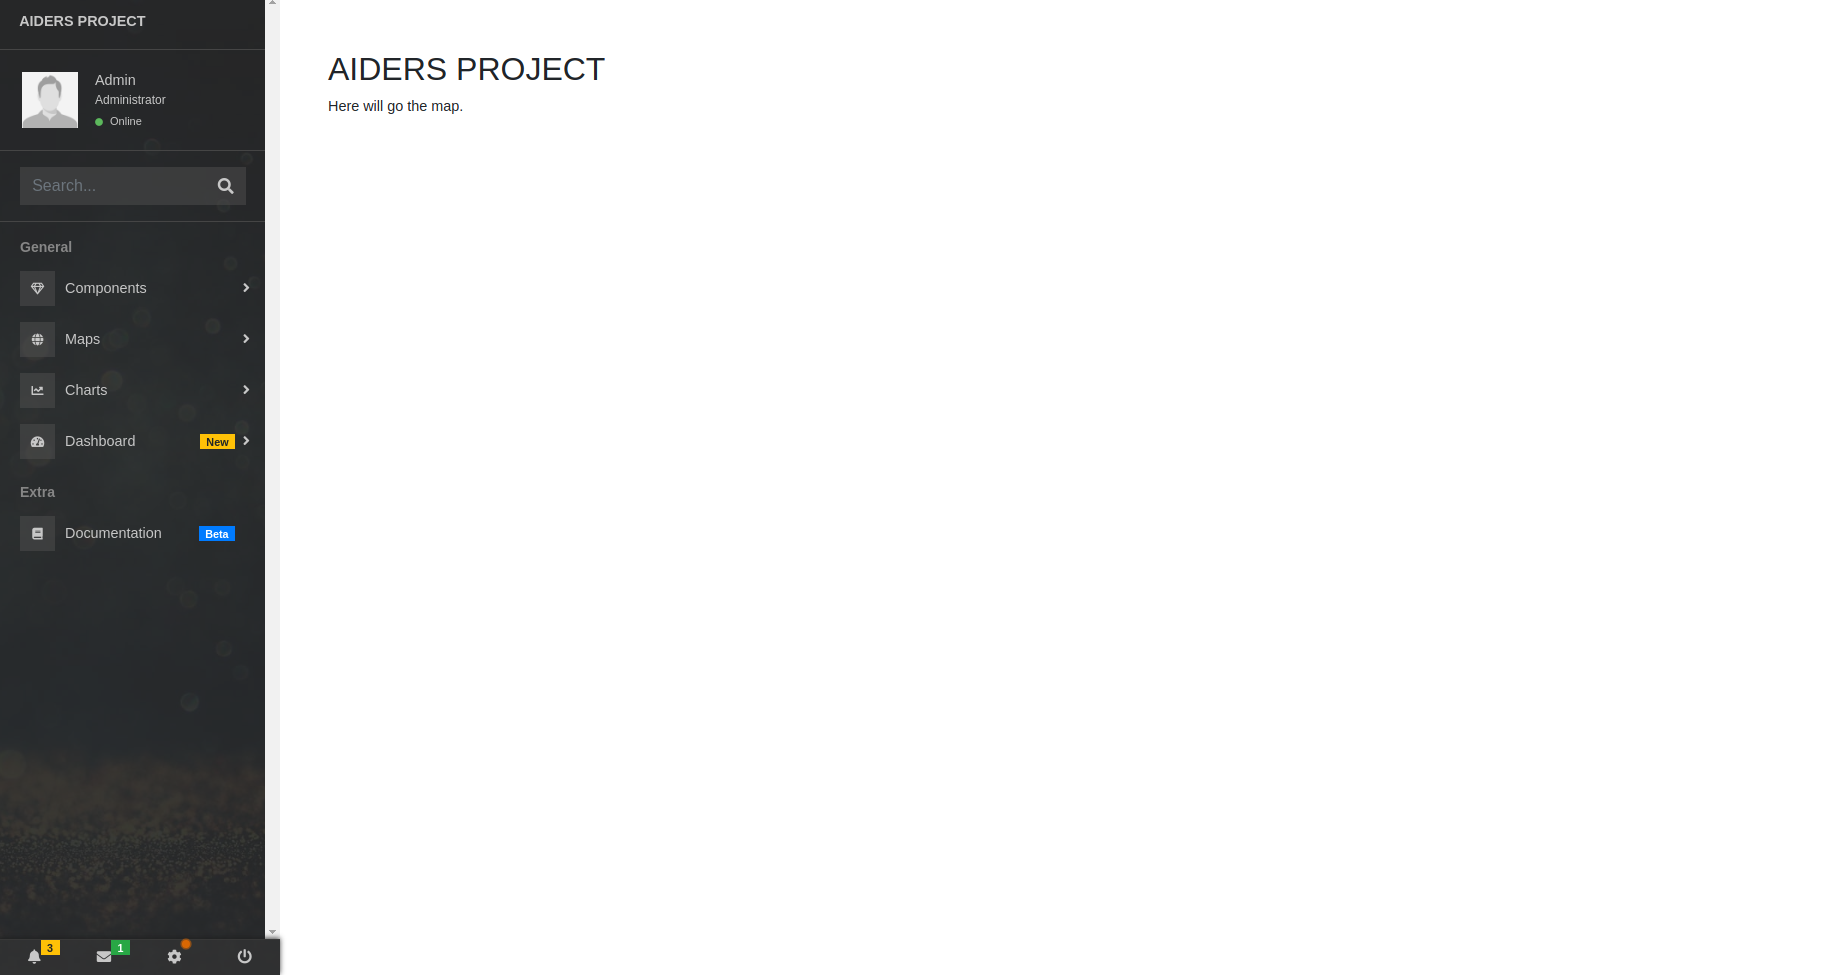 AIDERS PROJECT
Admin
Administrator
Online
Search...
General
Components
Maps
Charts
Dashboard New
Extra
Documentation Beta
3 1
AIDERS PROJECT
Here will go the map.